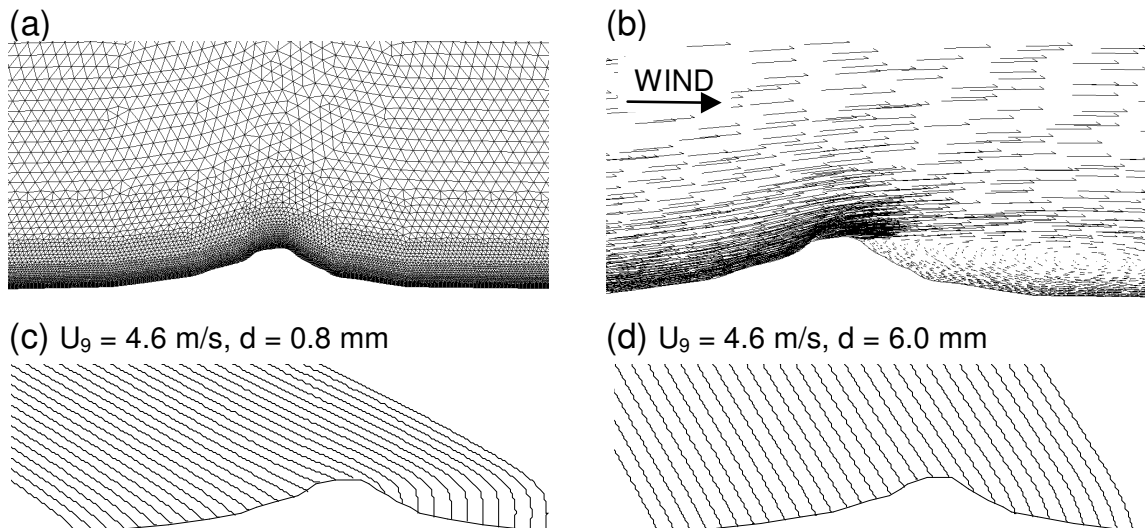 (a)
(b)
WIND
(c) U₉ = 4.6 m/s, d = 0.8 mm
(d) U₉ = 4.6 m/s, d = 6.0 mm